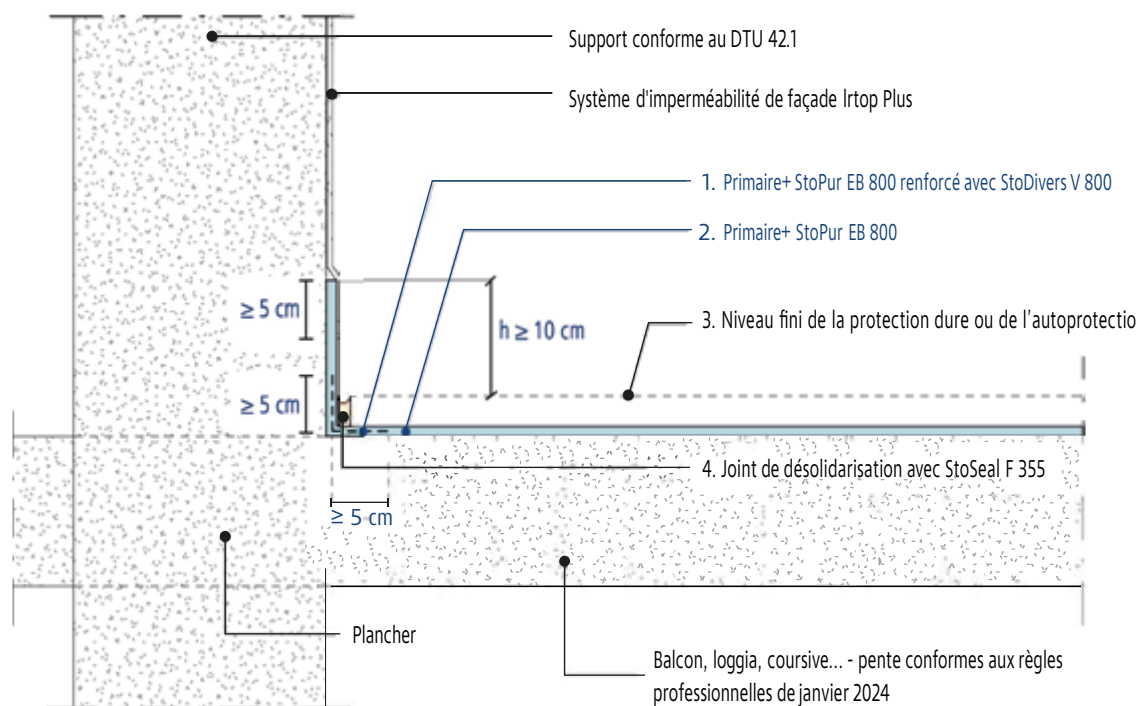 Support conforme au DTU 42.1
Système d'imperméabilité de façade Irtop Plus
1. Primaire+ StoPur EB 800 renforcé avec StoDivers V 800
2. Primaire+ StoPur EB 800
≥ 5 cm
h ≥ 10 cm
3. Niveau fini de la protection dure ou de l'autoprotectio
≥ 5 cm
4. Joint de désolidarisation avec StoSeal F 355
≥ 5 cm
Plancher
Balcon, loggia, coursive... - pente conformes aux règles
professionnelles de janvier 2024